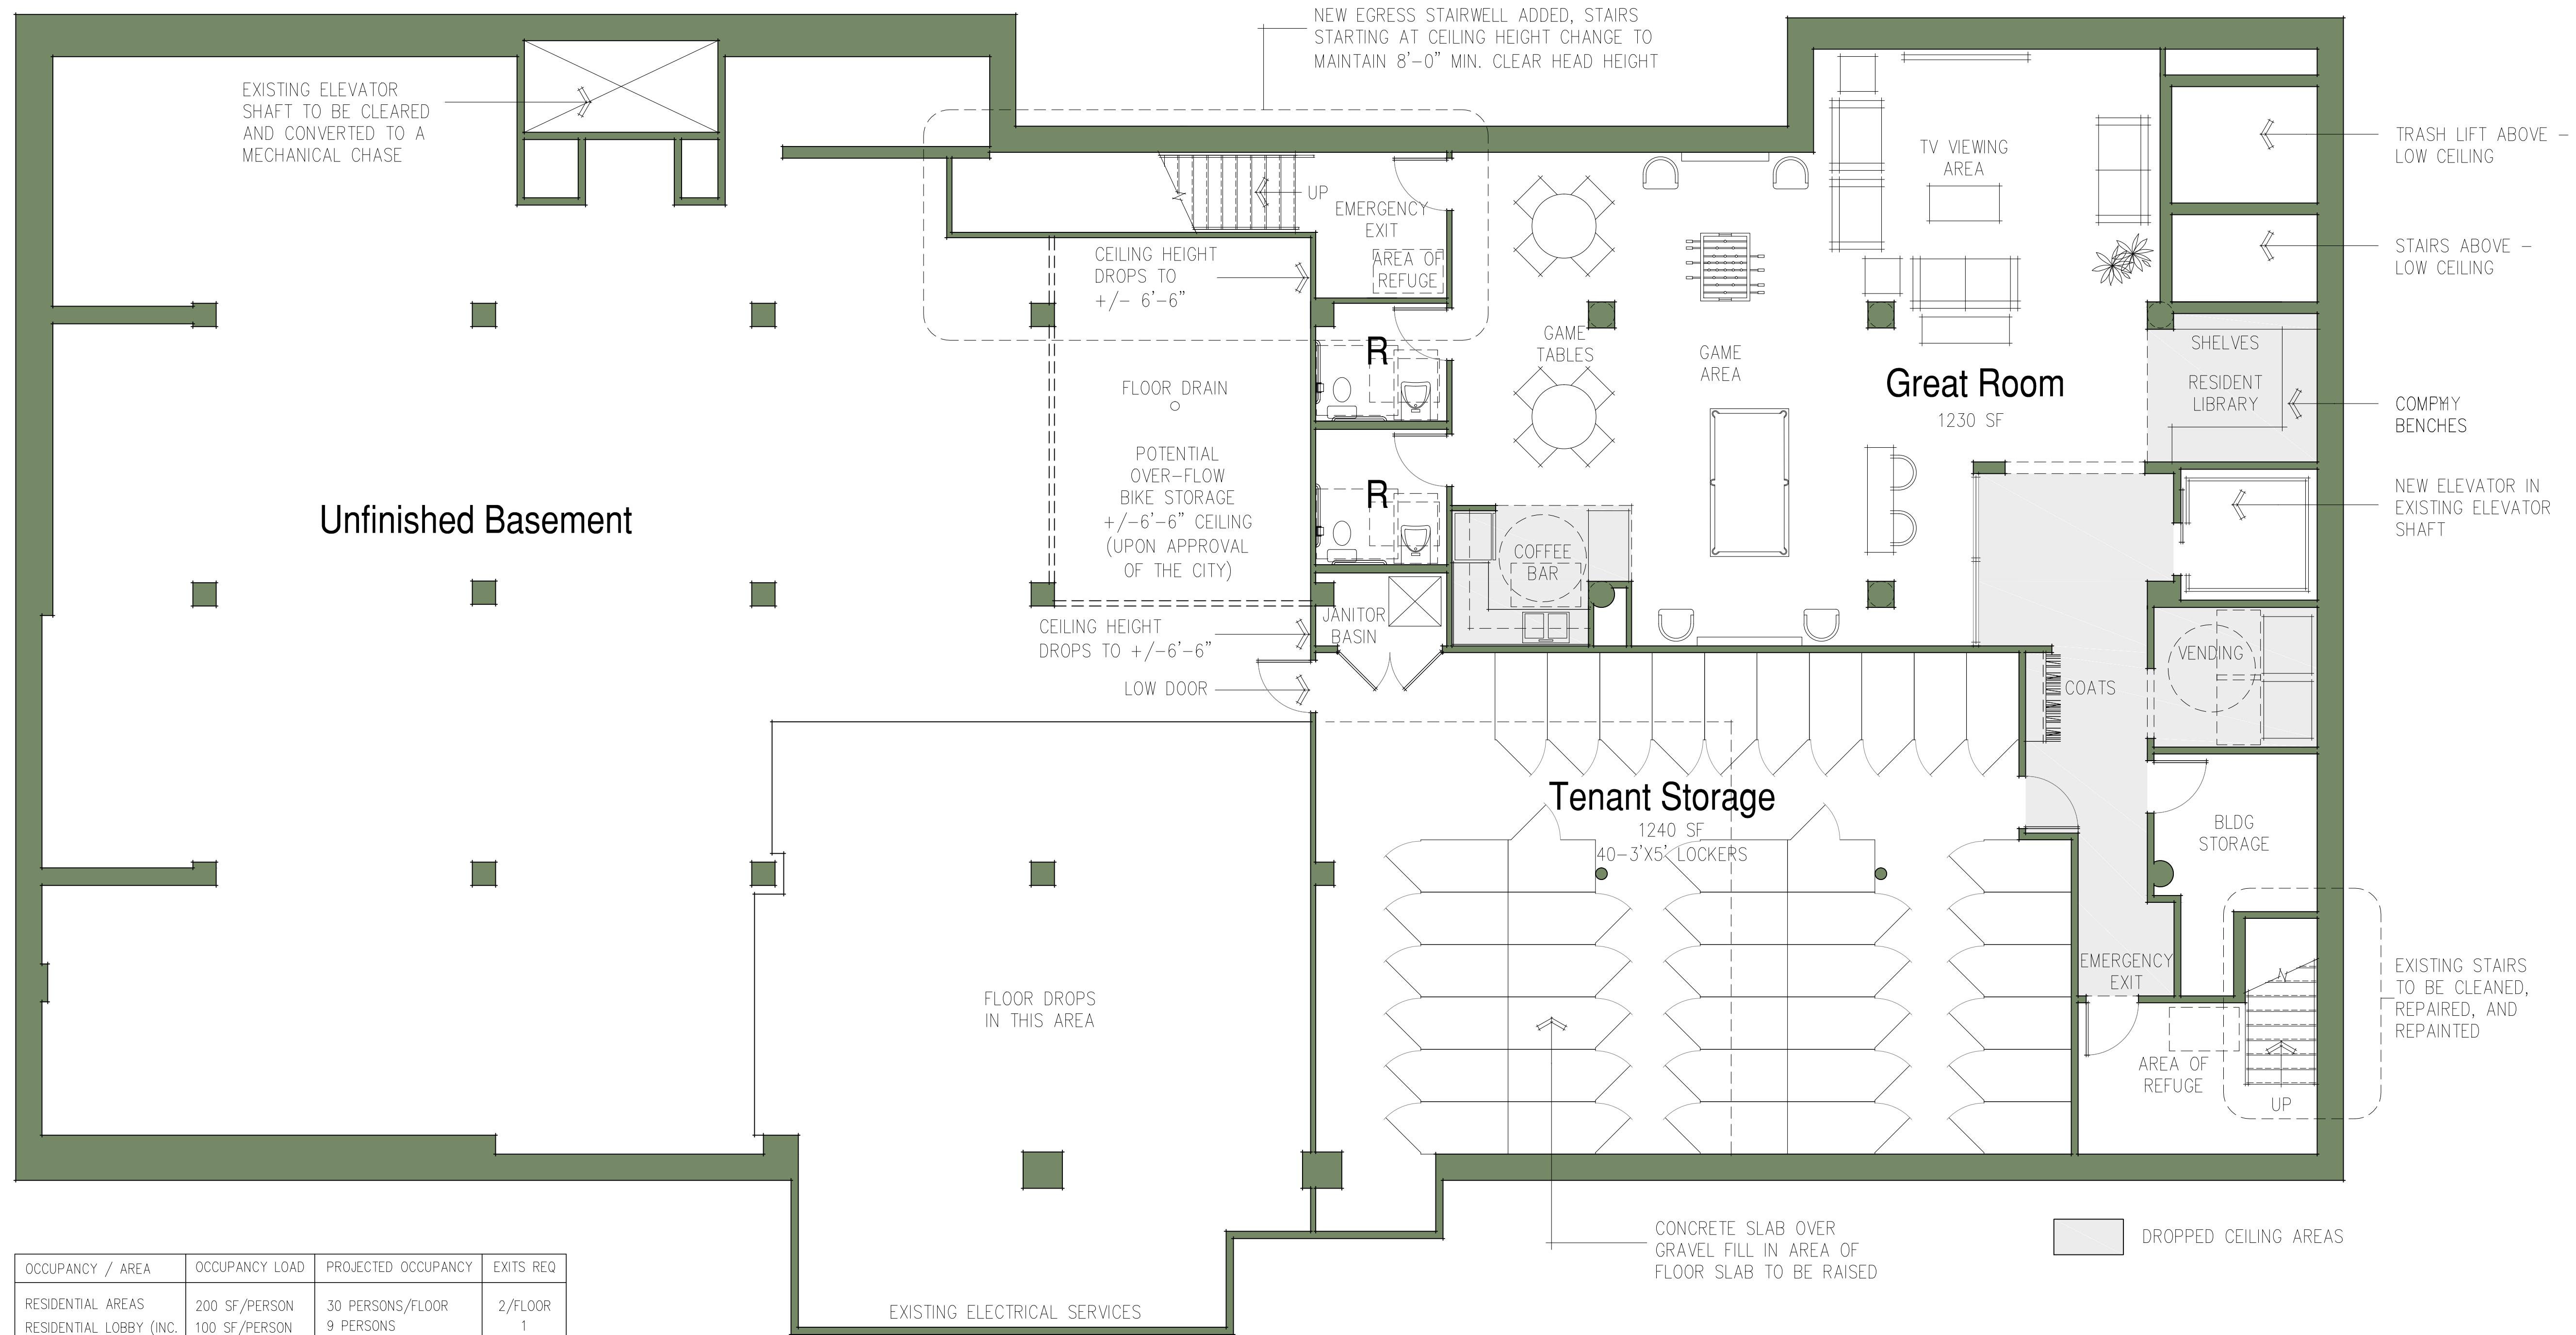 NEW EGRESS STAIRWELL ADDED, STAIRS
STARTING AT CEILING HEIGHT CHANGE TO
MAINTAIN 8'-0" MIN. CLEAR HEAD HEIGHT
EXISTING ELEVATOR
SHAFT TO BE CLEARED
AND CONVERTED TO A
MECHANICAL CHASE
TV VIEWING
AREA
TRASH LIFT ABOVE -
LOW CEILING
UP
EMERGENCY
EXIT
AREA OF
REFUGE
CEILING HEIGHT
DROPS TO
+/- 6'-6"
STAIRS ABOVE -
LOW CEILING
R
GAME
TABLES
GAME
AREA
Great Room
1230 SF
SHELVES
RESIDENT
LIBRARY
BENCHES
FLOOR DRAIN
POTENTIAL
OVER-FLOW
BIKE STORAGE
+/-6'-6" CEILING
(UPON APPROVAL
OF THE CITY)
R
Unfinished Basement
NEW ELEVATOR IN
EXISTING ELEVATOR
SHAFT
COFFEE
BAR
JANITOR
BASIN
CEILING HEIGHT
DROPS TO +/-6'-6"
LOW DOOR
VENDING
COATS
Tenant Storage
1240 SF
40-3'X5' LOCKERS
BLDG
STORAGE
FLOOR DROPS
IN THIS AREA
EMERGENCY
EXIT
EXISTING STAIRS
TO BE CLEANED,
REPAIRED, AND
REPAINTED
AREA OF
REFUGE
UP
CONCRETE SLAB OVER
GRAVEL FILL IN AREA OF
FLOOR SLAB TO BE RAISED
DROPPED CEILING AREAS
EXISTING ELECTRICAL SERVICES
OCCUPANCY / AREA OCCUPANCY LOAD PROJECTED OCCUPANCY EXITS REQ
RESIDENTIAL AREAS 200 SF/PERSON 30 PERSONS/FLOOR 2/FLOOR
RESIDENTIAL LOBBY (INC. 100 SF/PERSON 9 PERSONS 1